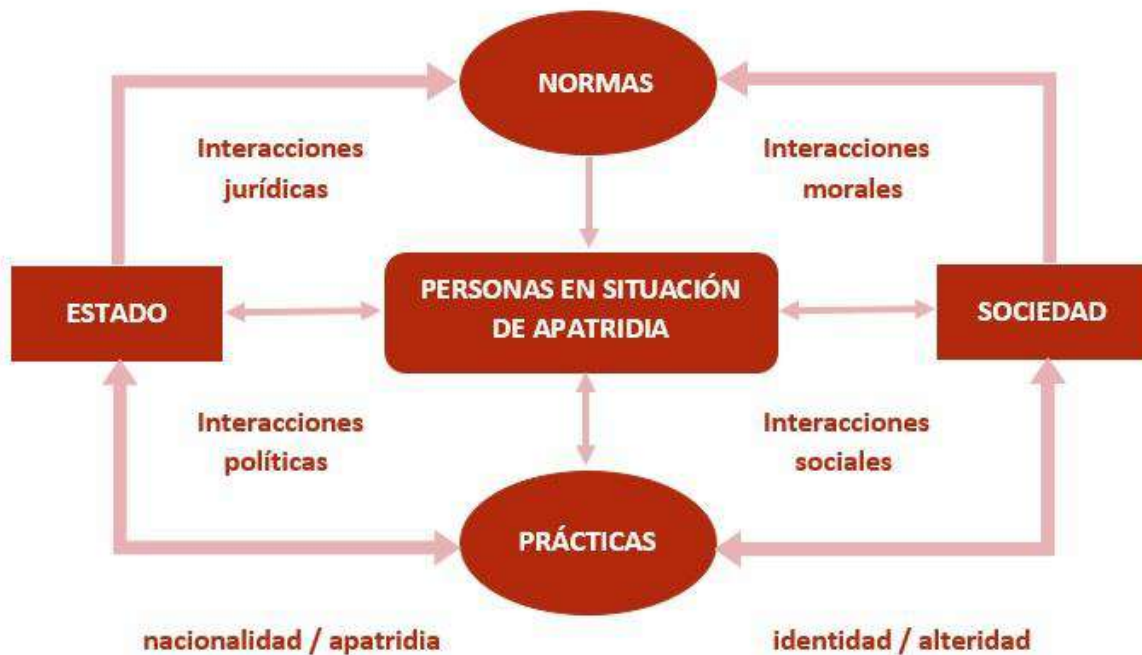 NORMAS
Interacciones
jurídicas
Interacciones
morales
PERSONAS EN SITUACIÓN
DE APATRIDIA
ESTADO
SOCIEDAD
Interacciones
políticas
Interacciones
sociales
PRÁCTICAS
nacionalidad / apatridia
identidad / alteridad